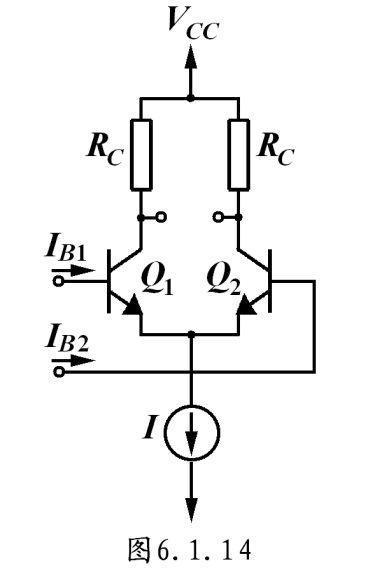 V_CC
R_C R_C
I_B1
Q_1 Q_2
I_B2
I
图6.1.14